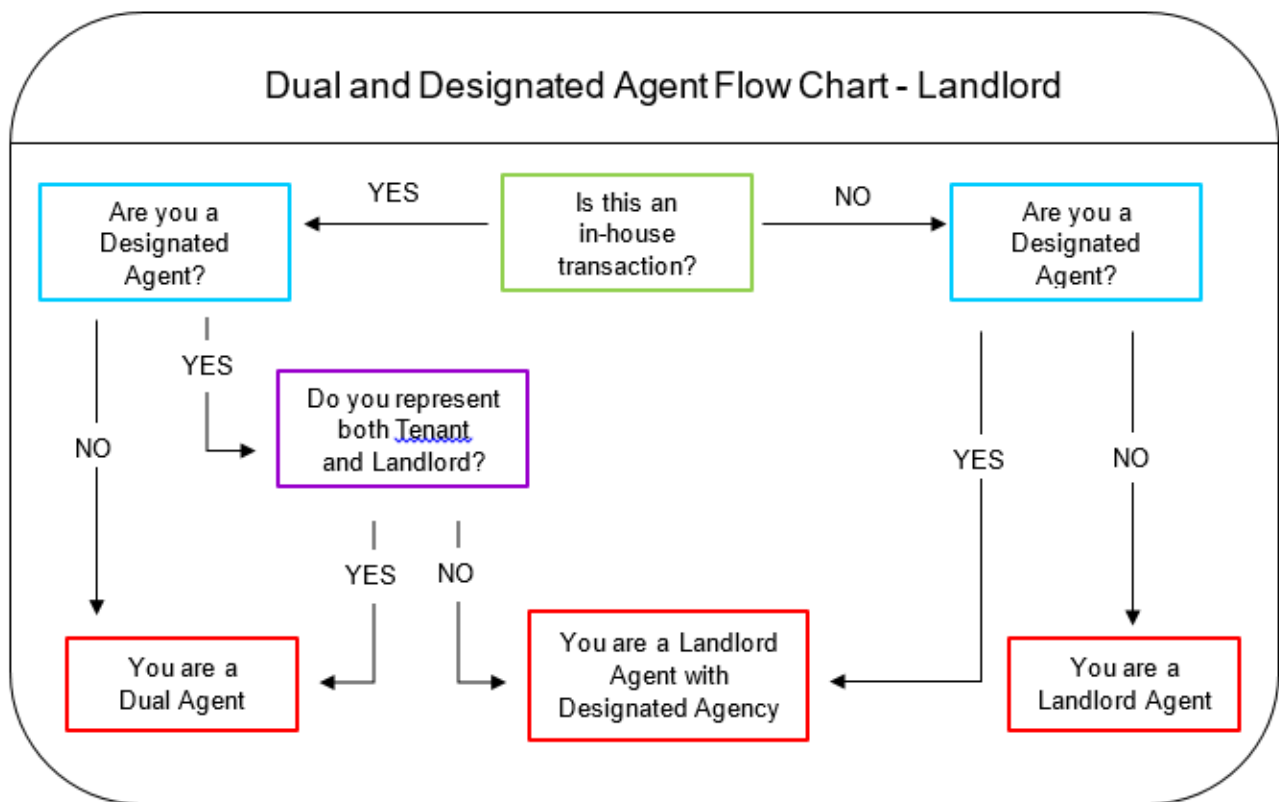 Dual and Designated Agent Flow Chart - Landlord
YES
NO
Are you a
Designated
Agent?
Is this an
in-house
transaction?
Are you a
Designated
Agent?
YES
Do you represent
both Tenant
and Landlord?
NO
YES
NO
YES
NO
You are a
Dual Agent
You are a Landlord
Agent with
Designated Agency
You are a
Landlord Agent